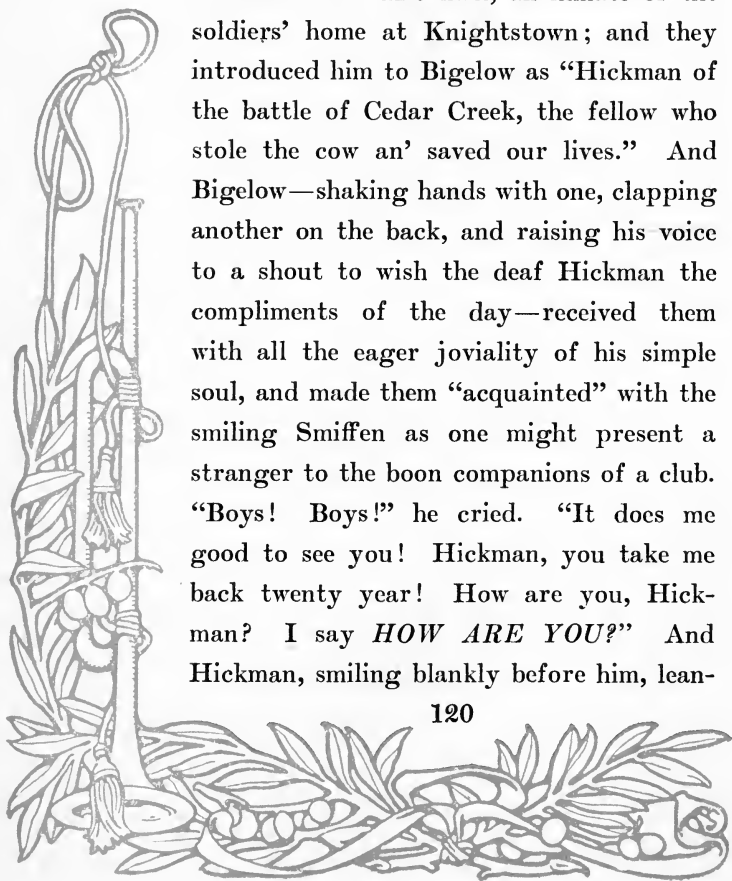 soldiers' home at Knightstown; and they
introduced him to Bigelow as “Hickman of
the battle of Cedar Creek, the fellow who
stole the cow an' saved our lives.” And
Bigelow—shaking hands with one, clapping
another on the back, and raising his voice
to a shout to wish the deaf Hickman the
compliments of the day—received them
with all the eager joviality of his simple
soul, and made them “acquainted” with the
smiling Smiffen as one might present a
stranger to the boon companions of a club.
“Boys! Boys!” he cried. “It does me
good to see you! Hickman, you take me
back twenty year! How are you, Hick-
man? I say HOW ARE YOU?” And
Hickman, smiling blankly before him, lean-
120